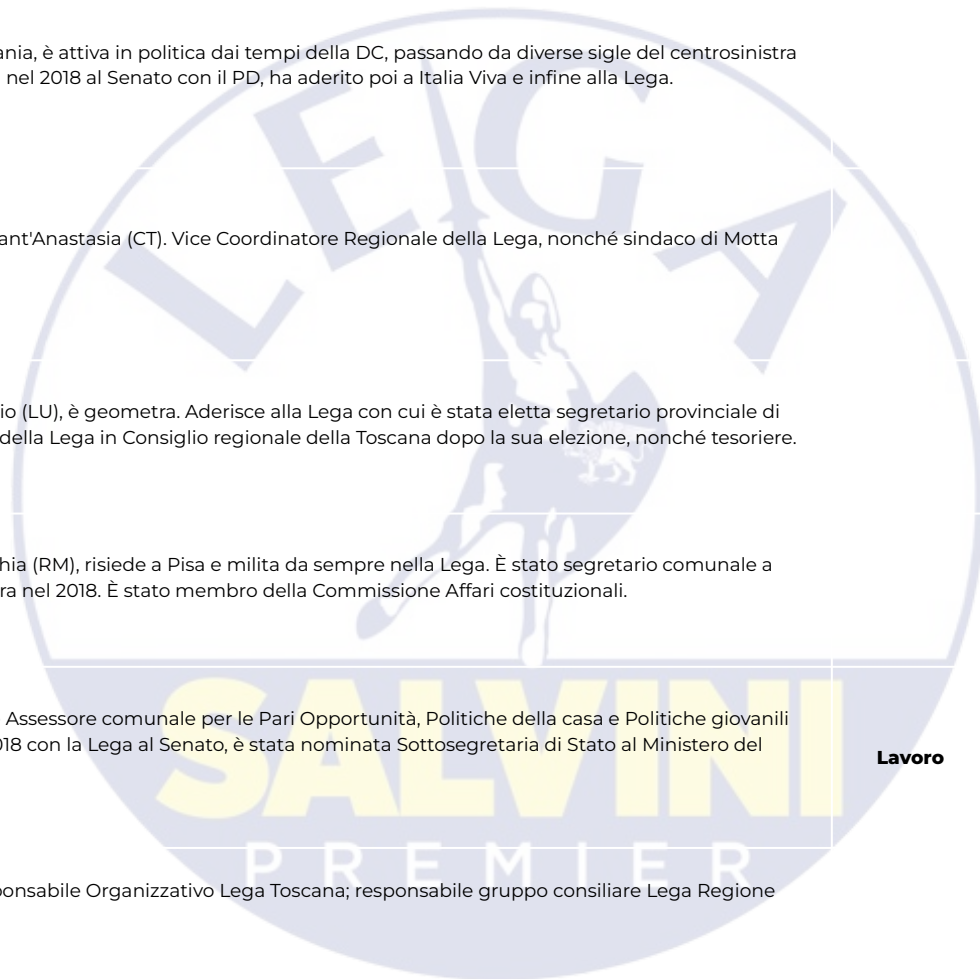 ania, è attiva in politica dai tempi della DC, passando da diverse sigle del centrosinistra
nel 2018 al Senato con il PD, ha aderito poi a Italia Viva e infine alla Lega.
LEGA
ant'Anastasia (CT). Vice Coordinatore Regionale della Lega, nonché sindaco di Motta
io (LU), è geometra. Aderisce alla Lega con cui è stata eletta segretario provinciale di
della Lega in Consiglio regionale della Toscana dopo la sua elezione, nonché tesoriere.
hia (RM), risiede a Pisa e milita da sempre nella Lega. È stato segretario comunale a
ra nel 2018. È stato membro della Commissione Affari costituzionali.
Assessore comunale per le Pari Opportunità, Politiche della casa e Politiche giovanili
018 con la Lega al Senato, è stata nominata Sottosegretaria di Stato al Ministero del
Lavoro
SALVINI
PREMIER
ponsabile Organizzativo Lega Toscana; responsabile gruppo consiliare Lega Regione